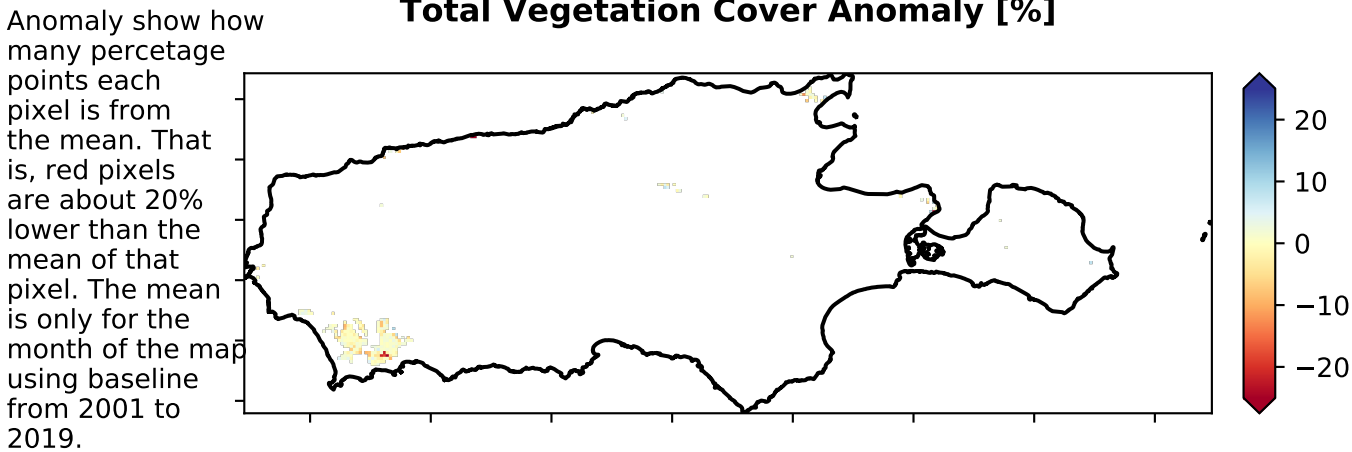 Total Vegetation Cover Anomaly [%]
Anomaly show how
many percetage
points each
pixel is from
the mean. That
is, red pixels
are about 20%
lower than the
mean of that
pixel. The mean
is only for the
month of the map
using baseline
from 2001 to
2019.
20
10
0
−10
−20